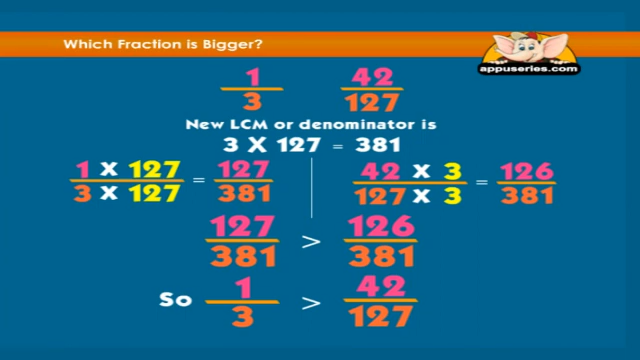 Which Fraction is Bigger?
appuseries.com
1/3 42/127
New LCM or denominator is
3 X 127 = 381
1 X 127 / 3 X 127 = 127/381
42 X 3 / 127 X 3 = 126/381
127/381 > 126/381
So 1/3 > 42/127